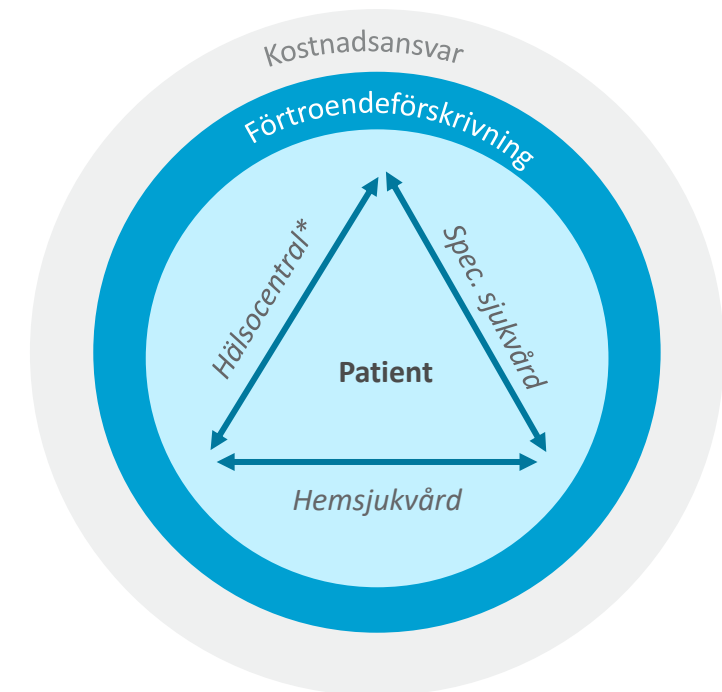 Kostnadsansvar
Förtroendeförskrivning
Hälsocentral*
Spec. sjukvård
Patient
Hemsjukvård